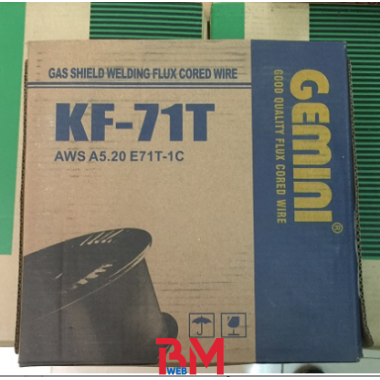 GAS SHIELD WELDING FLUX CORED WIRE
KF-71T
AWS A5.20 E71T-1C
GEMINI®
GOOD QUALITY FLUX CORED WIRE
BM
WEB